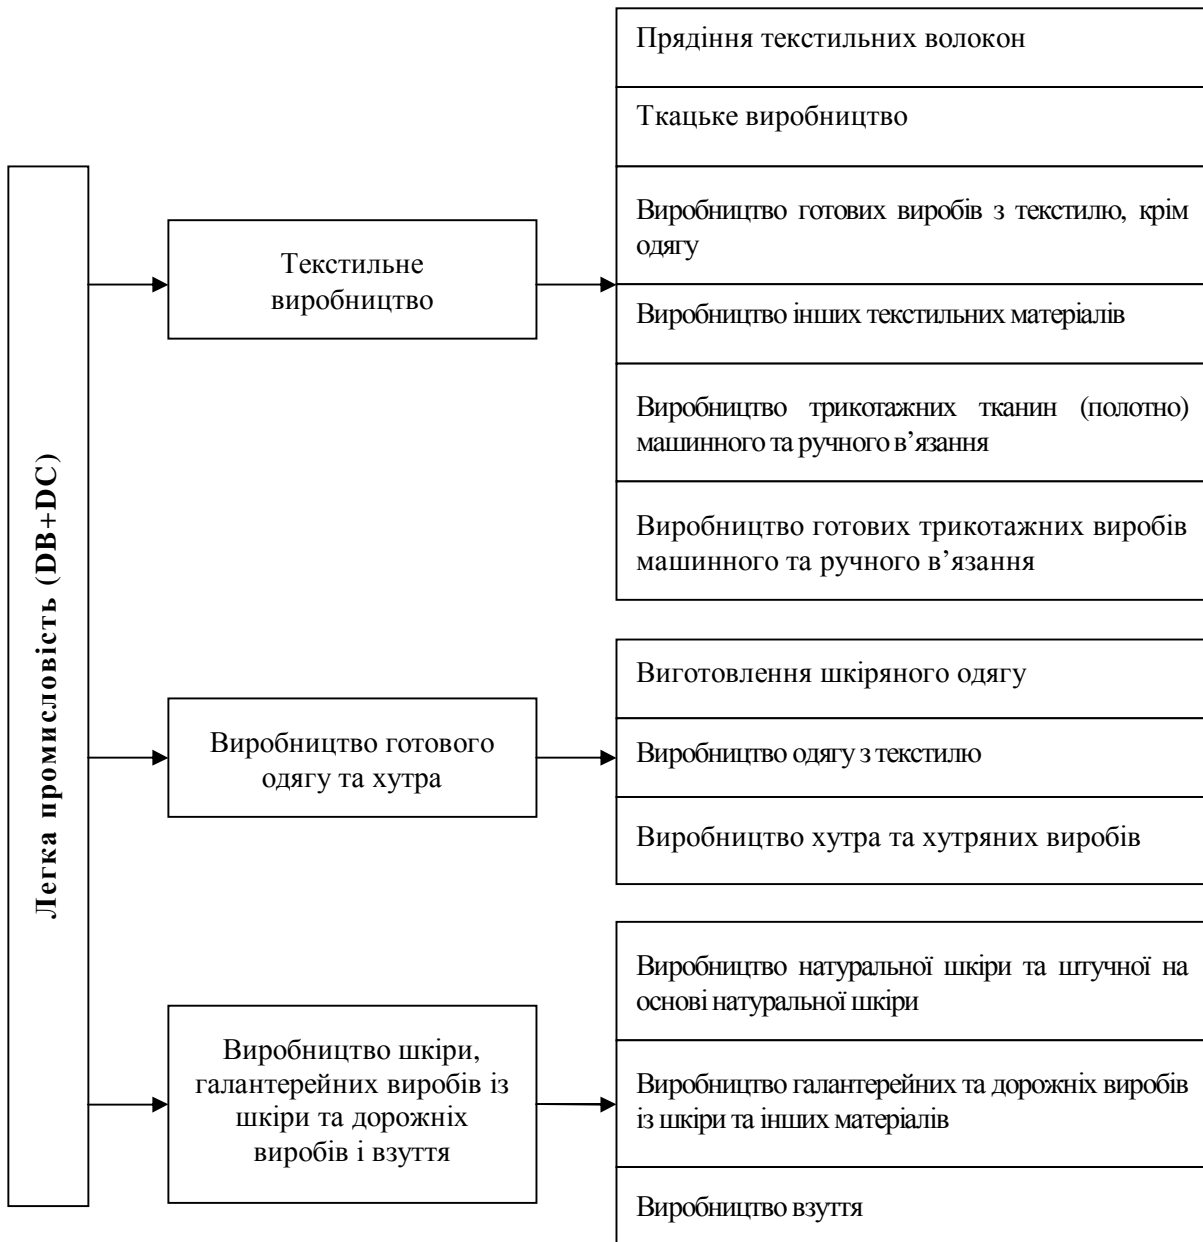 Легка промисловість (DB+DC)
Текстильне
виробництво
Прядіння текстильних волокон
Ткацьке виробництво
Виробництво готових виробів з текстилю, крім
одягу
Виробництво інших текстильних матеріалів
Виробництво трикотажних тканин (полотно)
машинного та ручного в’язання
Виробництво готових трикотажних виробів
машинного та ручного в’язання
Виробництво готового
одягу та хутра
Виготовлення шкіряного одягу
Виробництво одягу з текстилю
Виробництво хутра та хутряних виробів
Виробництво шкіри,
галантерейних виробів із
шкіри та дорожніх
виробів і взуття
Виробництво натуральної шкіри та штучної на
основі натуральної шкіри
Виробництво галантерейних та дорожніх виробів
із шкіри та інших матеріалів
Виробництво взуття